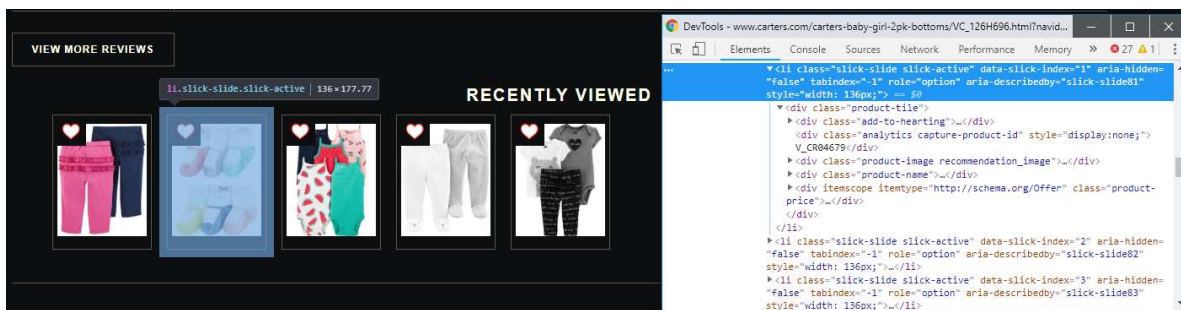 VIEW MORE REVIEWS
li.slick-slide.slick-active | 136×177.77
RECENTLY VIEWED
DevTools - www.carters.com/carters-baby-girl-2pk-bottoms/VC_126H696.html?navid...
Elements Console Sources Network Performance Memory » 27 1
<li class="slick-slide slick-active" data-slick-index="1" aria-hidden=
"false" tabindex="-1" role="option" aria-describedby="slick-slide81"
style="width: 136px;"> == $0
<div class="product-tile">
<div class="add-to-hearting">…</div>
<div class="analytics capture-product-id" style="display:none;">
V_CR04679</div>
<div class="product-image recommendation_image">…</div>
<div class="product-name">…</div>
<div itemscope itemtype="http://schema.org/Offer" class="product-
price">…</div>
</div>
</li>
<li class="slick-slide slick-active" data-slick-index="2" aria-hidden=
"false" tabindex="-1" role="option" aria-describedby="slick-slide82"
style="width: 136px;">…</li>
<li class="slick-slide slick-active" data-slick-index="3" aria-hidden=
"false" tabindex="-1" role="option" aria-describedby="slick-slide83"
style="width: 136px;">…</li>